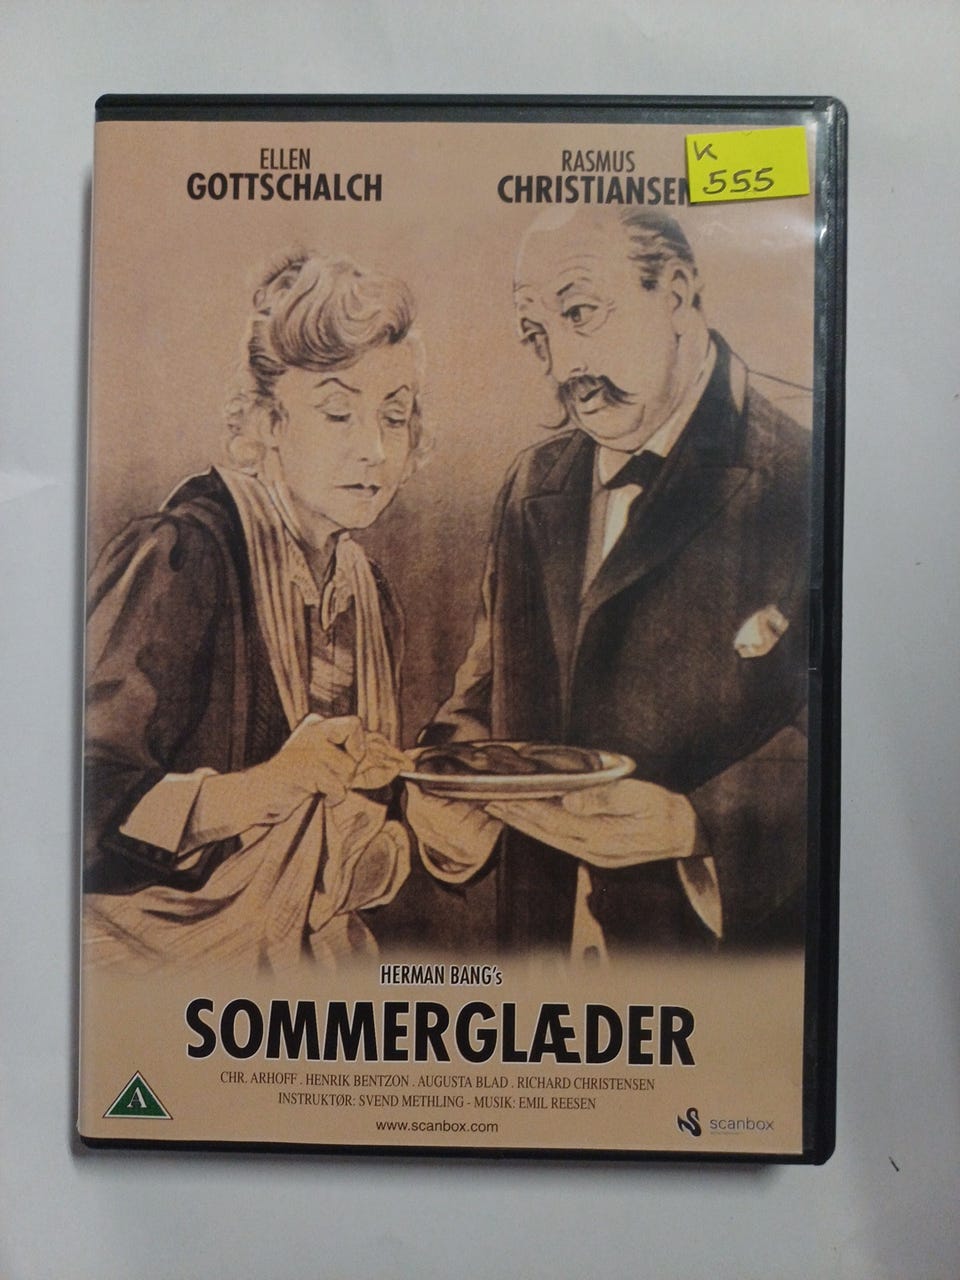 ELLEN
GOTTSCHALCH
RASMUS
CHRISTIANSEN
K
555
HERMAN BANG's
SOMMERGLÆDER
CHR. ARHOFF . HENRIK BENTZON . AUGUSTA BLAD . RICHARD CHRISTENSEN
INSTRUKTØR: SVEND METHLING - MUSIK: EMIL REESEN
www.scanbox.com
A
scanbox